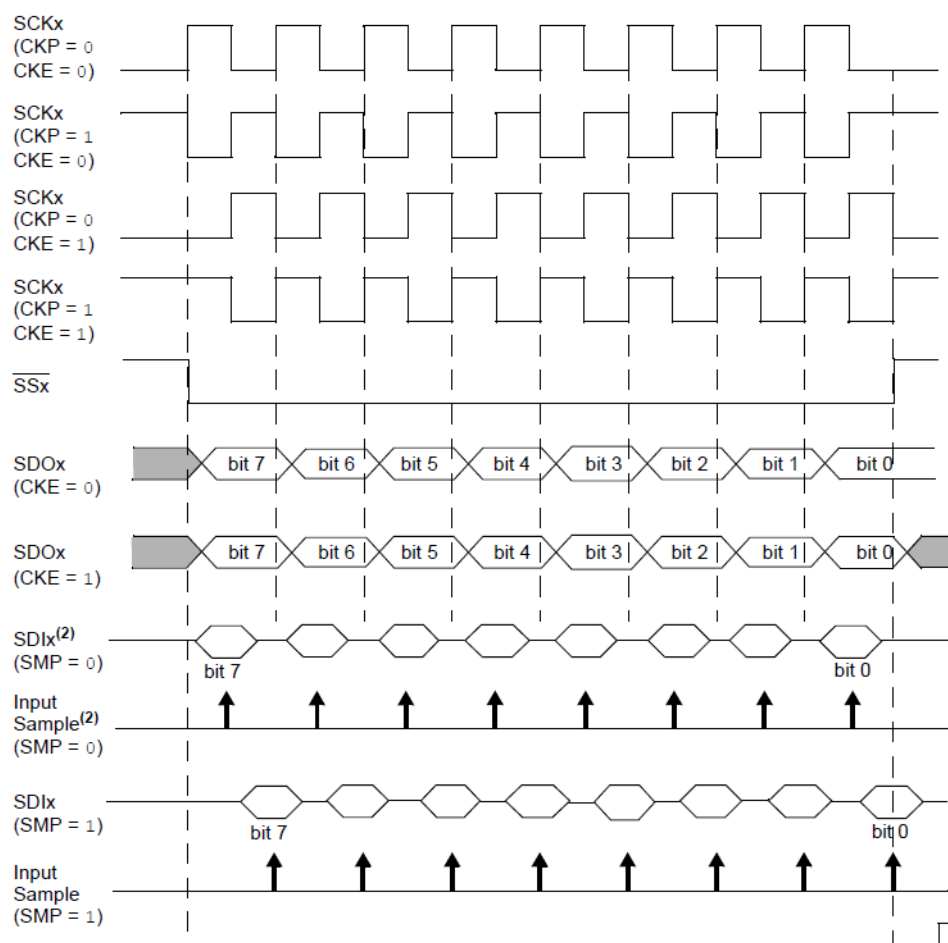 SCKx
(CKP = 0
CKE = 0)
SCKx
(CKP = 1
CKE = 0)
SCKx
(CKP = 0
CKE = 1)
SCKx
(CKP = 1
CKE = 1)
SSx
SDOx
(CKE = 0)
bit 7 bit 6 bit 5 bit 4 bit 3 bit 2 bit 1 bit 0
SDOx
(CKE = 1)
bit 7 bit 6 bit 5 bit 4 bit 3 bit 2 bit 1 bit 0
SDIx(2)
(SMP = 0)
bit 7 bit 0
Input
Sample(2)
(SMP = 0)
SDIx
(SMP = 1)
bit 7 bit 0
Input
Sample
(SMP = 1)